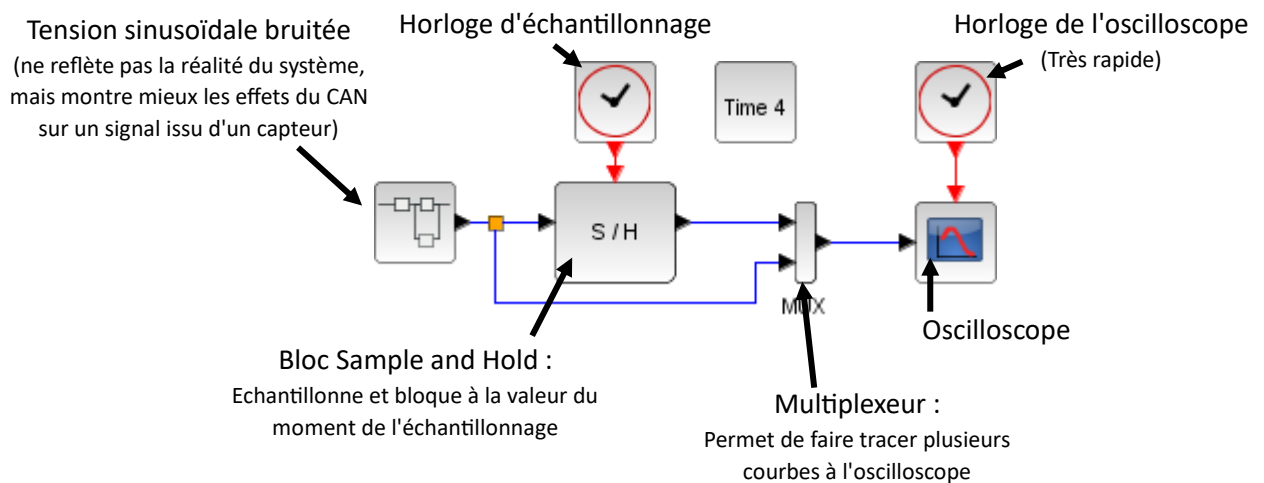 Tension sinusoïdale bruitée
(ne reflète pas la réalité du système,
mais montre mieux les effets du CAN
sur un signal issu d'un capteur)
Horloge d'échantillonnage
Horloge de l'oscilloscope
(Très rapide)
Time 4
S / H
MUX
Oscilloscope
Bloc Sample and Hold :
Echantillonne et bloque à la valeur du
moment de l'échantillonnage
Multiplexeur :
Permet de faire tracer plusieurs
courbes à l'oscilloscope